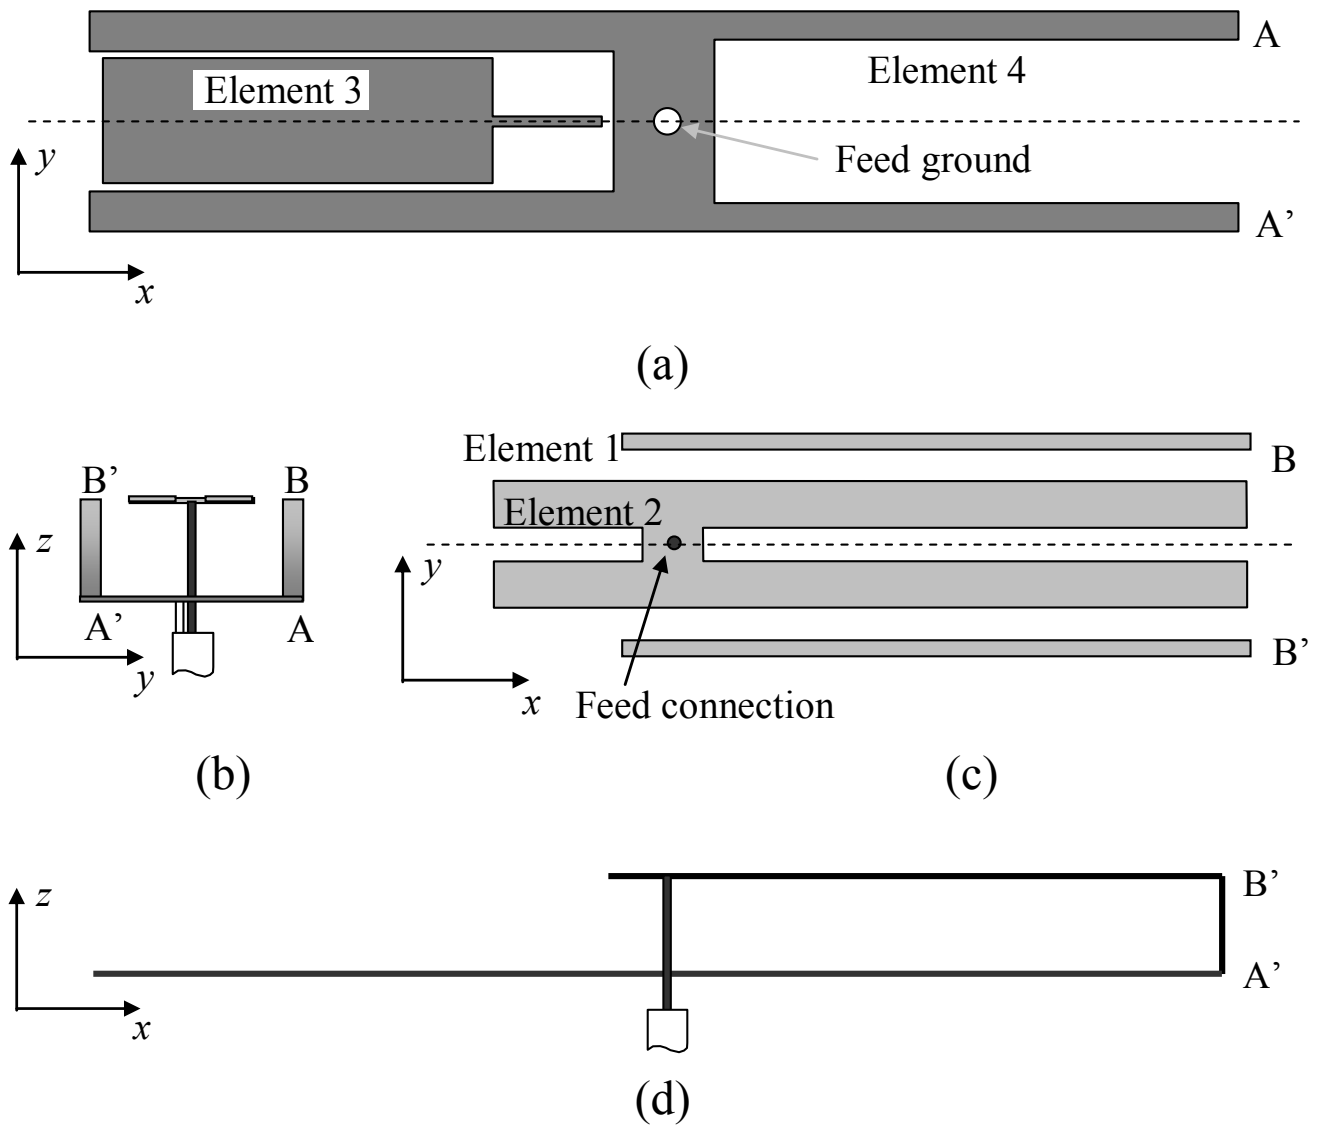 A
Element 3
Element 4
Feed ground
y
A’
x
(a)
Element 1
B
B’
B
Element 2
z
y
A’
A
B’
y
x
Feed connection
(b)
(c)
z
B’
A’
x
(d)